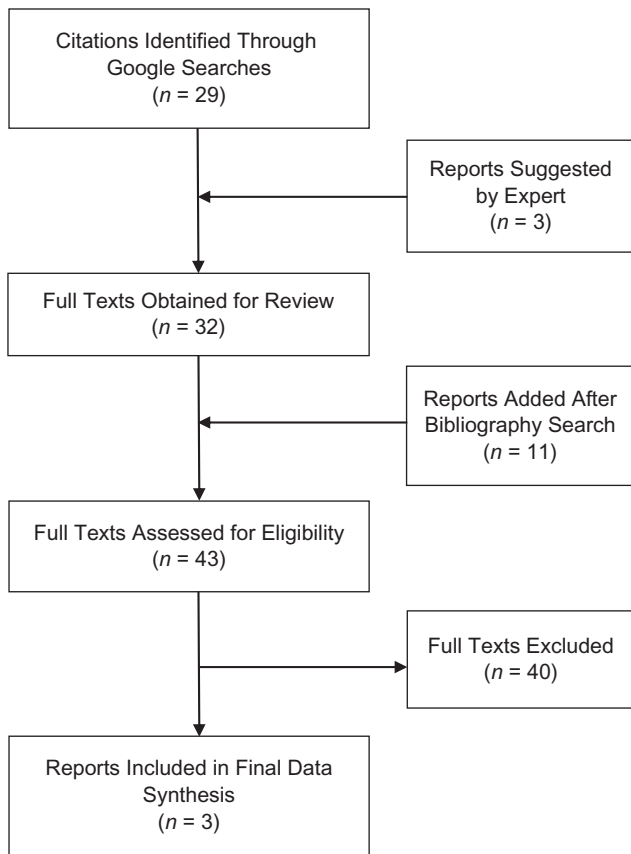 Citations Identified Through
Google Searches
(n = 29)
Reports Suggested
by Expert
(n = 3)
Full Texts Obtained for Review
(n = 32)
Reports Added After
Bibliography Search
(n = 11)
Full Texts Assessed for Eligibility
(n = 43)
Full Texts Excluded
(n = 40)
Reports Included in Final Data
Synthesis
(n = 3)